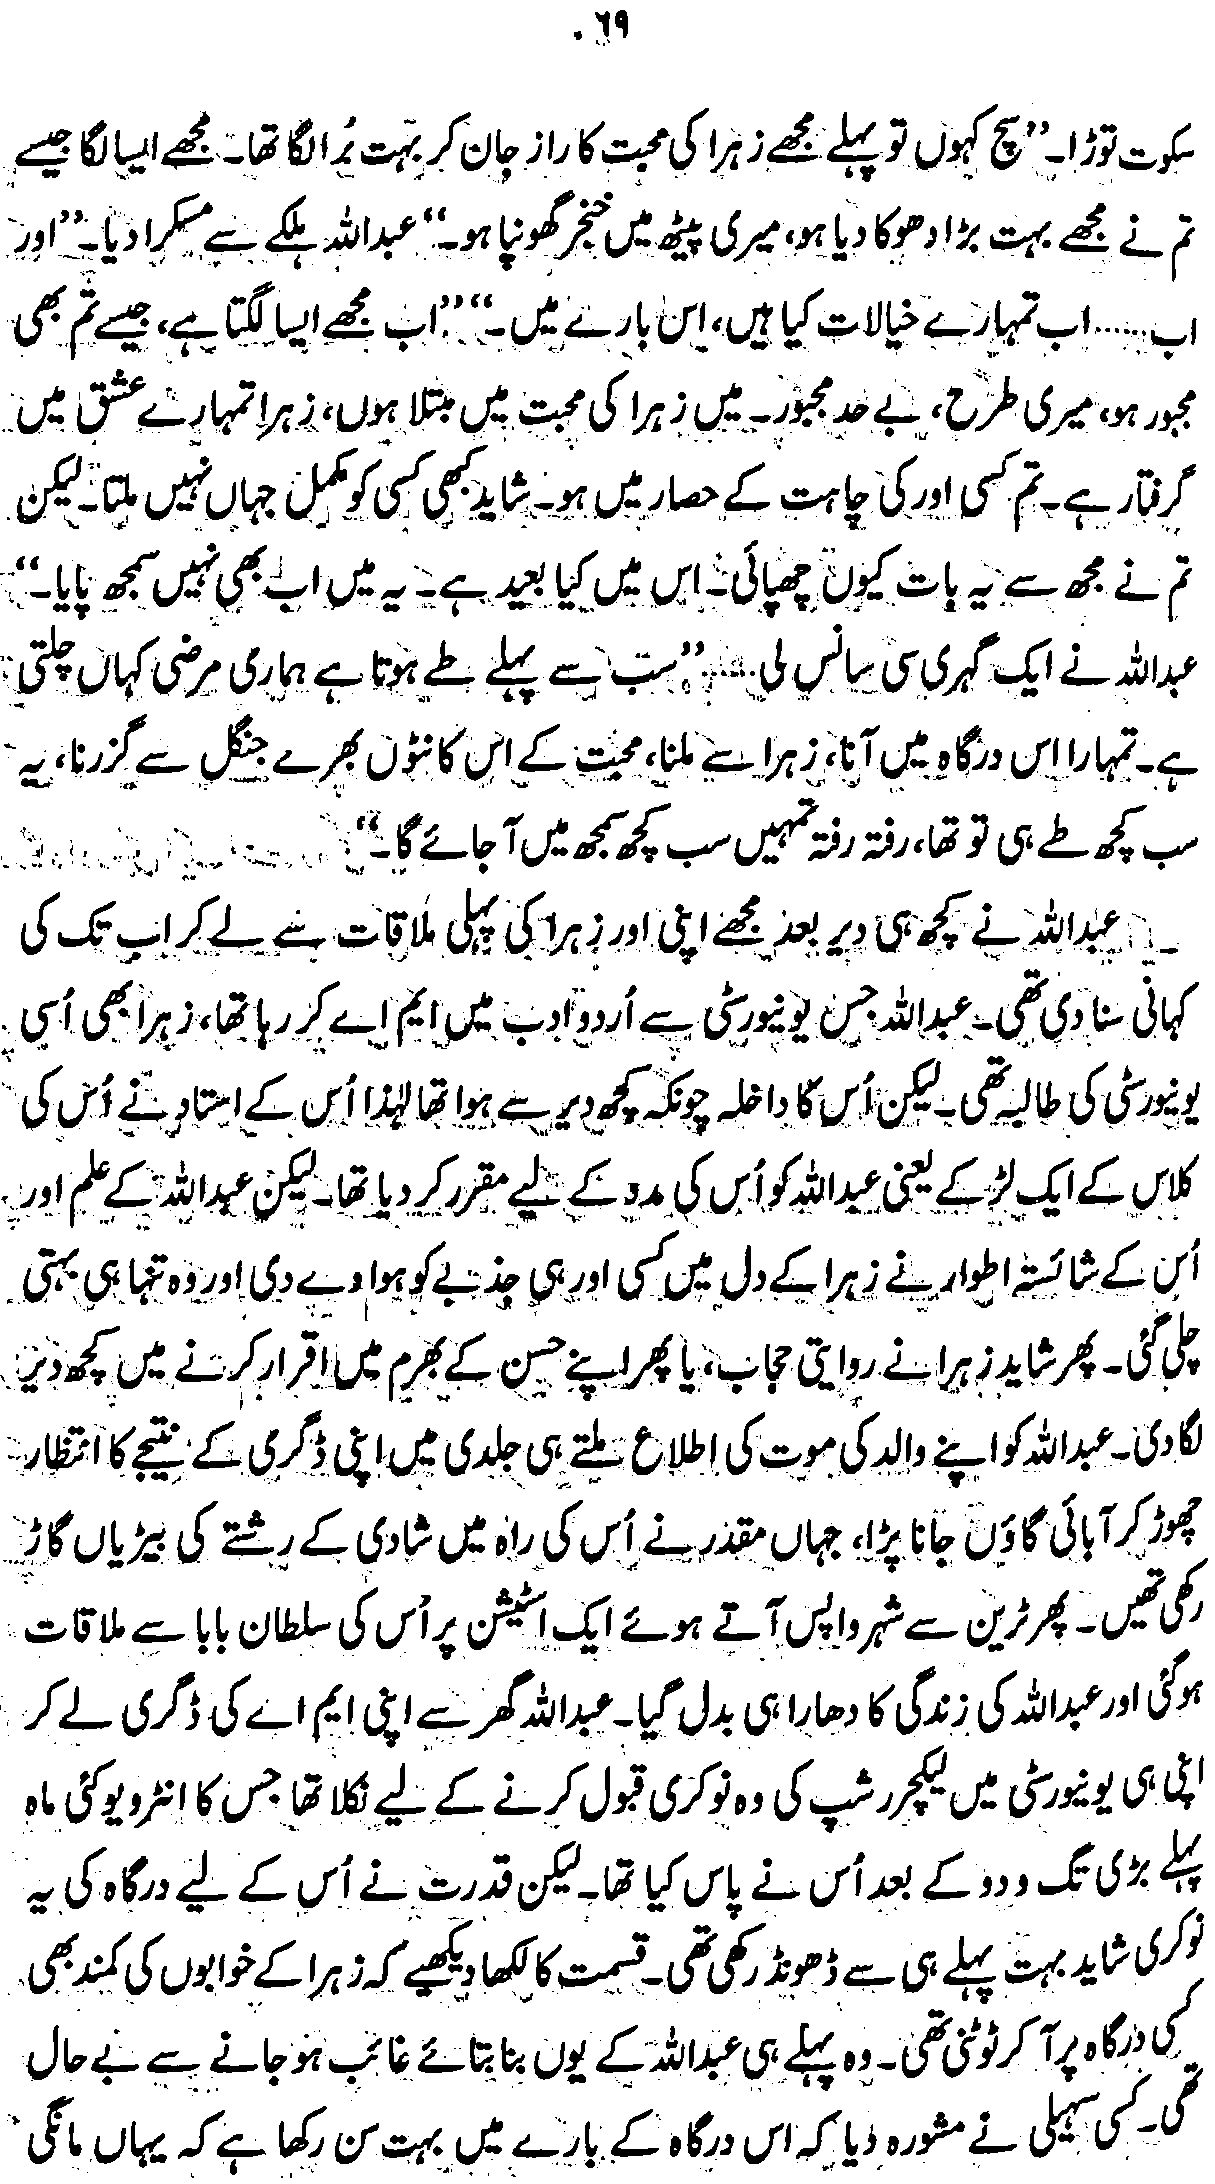 ۶۹
سکوت توڑا۔ ”سچ کہوں تو پہلے مجھے زہرا کی محبت کا راز جان کر بہت بُرا لگا تھا۔ مجھے ایسا لگا جیسے
تم نے مجھے بہت بڑا دھوکا دیا ہو، میری پیٹھ میں خنجر گھونپا ہو۔“ عبداللہ ہلکے سے مسکرا دیا۔ ”اور
اب...... اب تمہارے خیالات کیا ہیں، اس بارے میں۔“ ”اب مجھے ایسا لگتا ہے، جیسے تم بھی
مجبور ہو، میری طرح، بے حد مجبور۔ میں زہرا کی محبت میں مبتلا ہوں، زہرا تمہارے عشق میں
گرفتار ہے۔ تم کسی اور کی چاہت کے حصار میں ہو۔ شاید کبھی کسی کو مکمل جہاں نہیں ملتا۔ لیکن
تم نے مجھ سے یہ بات کیوں چھپائی۔ اس میں کیا بعید ہے۔ یہ میں اب بھی نہیں سمجھ پایا۔“
عبداللہ نے ایک گہری سی سانس لی...... ”سب سے پہلے طے ہوتا ہے ہماری مرضی کہاں چلتی
ہے۔ تمہارا اس درگاہ میں آنا، زہرا سے ملنا، محبت کے اس کانٹوں بھرے جنگل سے گزرنا، یہ
سب کچھ طے ہی تو تھا، رفتہ رفتہ تمہیں سب کچھ سمجھ میں آ جائے گا۔“
عبداللہ نے کچھ ہی دیر بعد مجھے اپنی اور زہرا کی پہلی ملاقات سے لے کر اب تک کی
کہانی سنا دی تھی۔ عبداللہ جس یونیورسٹی سے اُردو ادب میں ایم اے کر رہا تھا، زہرا بھی اُسی
یونیورسٹی کی طالبہ تھی۔ لیکن اُس کا داخلہ چونکہ کچھ دیر سے ہوا تھا لہٰذا اُس کے استاد نے اُس کی
کلاس کے ایک لڑکے یعنی عبداللہ کو اُس کی مدد کے لیے مقرر کر دیا تھا۔ لیکن عبداللہ کے علم اور
اُس کے شائستہ اطوار نے زہرا کے دل میں کسی اور ہی جذبے کو ہوا دے دی اور وہ تنہا ہی بہتی
چلی گئی۔ پھر شاید زہرا نے روایتی حجاب، یا پھر اپنے حسن کے بھرم میں اقرار کرنے میں کچھ دیر
لگا دی۔ عبداللہ کو اپنے والد کی موت کی اطلاع ملتے ہی جلدی میں اپنی ڈگری کے نتیجے کا انتظار
چھوڑ کر آبائی گاؤں جانا پڑا، جہاں مقدر نے اُس کی راہ میں شادی کے رشتے کی بیڑیاں گاڑ
رکھی تھیں۔ پھر ٹرین سے شہر واپس آتے ہوئے ایک اسٹیشن پر اُس کی سلطان بابا سے ملاقات
ہو گئی اور عبداللہ کی زندگی کا دھارا ہی بدل گیا۔ عبداللہ گھر سے اپنی ایم اے کی ڈگری لے کر
اپنی ہی یونیورسٹی میں لیکچرر شپ کی وہ نوکری قبول کرنے کے لیے نکلا تھا جس کا انٹرویو کئی ماہ
پہلے بڑی تگ و دو کے بعد اُس نے پاس کیا تھا۔ لیکن قدرت نے اُس کے لیے درگاہ کی یہ
نوکری شاید بہت پہلے ہی سے ڈھونڈ رکھی تھی۔ قسمت کا لکھا دیکھیے کہ زہرا کے خوابوں کی کمند بھی
کسی درگاہ پر آ کر ٹوٹنی تھی۔ وہ پہلے ہی عبداللہ کے یوں بنا بتائے غائب ہو جانے سے بے حال
تھی۔ کسی سہیلی نے مشورہ دیا کہ اس درگاہ کے بارے میں بہت سن رکھا ہے کہ یہاں مانگی